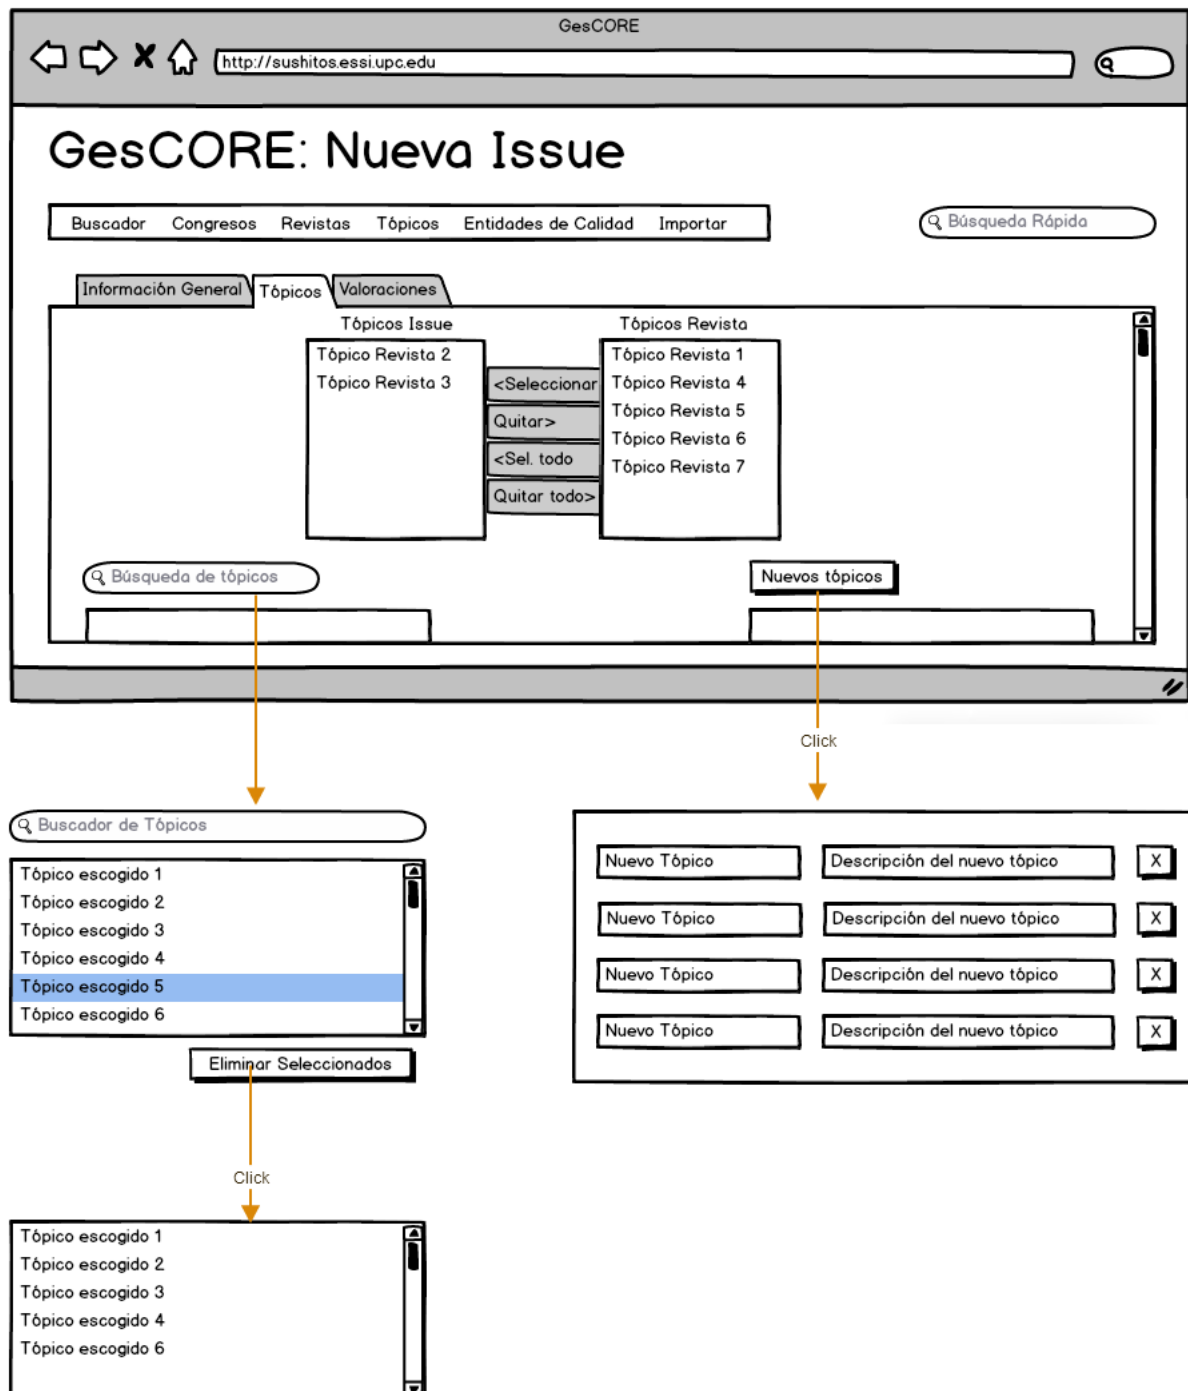 GesCORE
http://sushitos.essi.upc.edu
GesCORE: Nueva Issue
Buscador Congresos Revistas Tópicos Entidades de Calidad Importar
Búsqueda Rápida
Información General Tópicos Valoraciones
Tópicos Issue
Tópico Revista 2
Tópico Revista 3
<Seleccionar
Quitar>
<Sel. todo
Quitar todo>
Tópicos Revista
Tópico Revista 1
Tópico Revista 4
Tópico Revista 5
Tópico Revista 6
Tópico Revista 7
Búsqueda de tópicos
Nuevos tópicos
Click
Buscador de Tópicos
Tópico escogido 1
Tópico escogido 2
Tópico escogido 3
Tópico escogido 4
Tópico escogido 5
Tópico escogido 6
Eliminar Seleccionados
Click
Tópico escogido 1
Tópico escogido 2
Tópico escogido 3
Tópico escogido 4
Tópico escogido 6
Nuevo Tópico Descripción del nuevo tópico X
Nuevo Tópico Descripción del nuevo tópico X
Nuevo Tópico Descripción del nuevo tópico X
Nuevo Tópico Descripción del nuevo tópico X